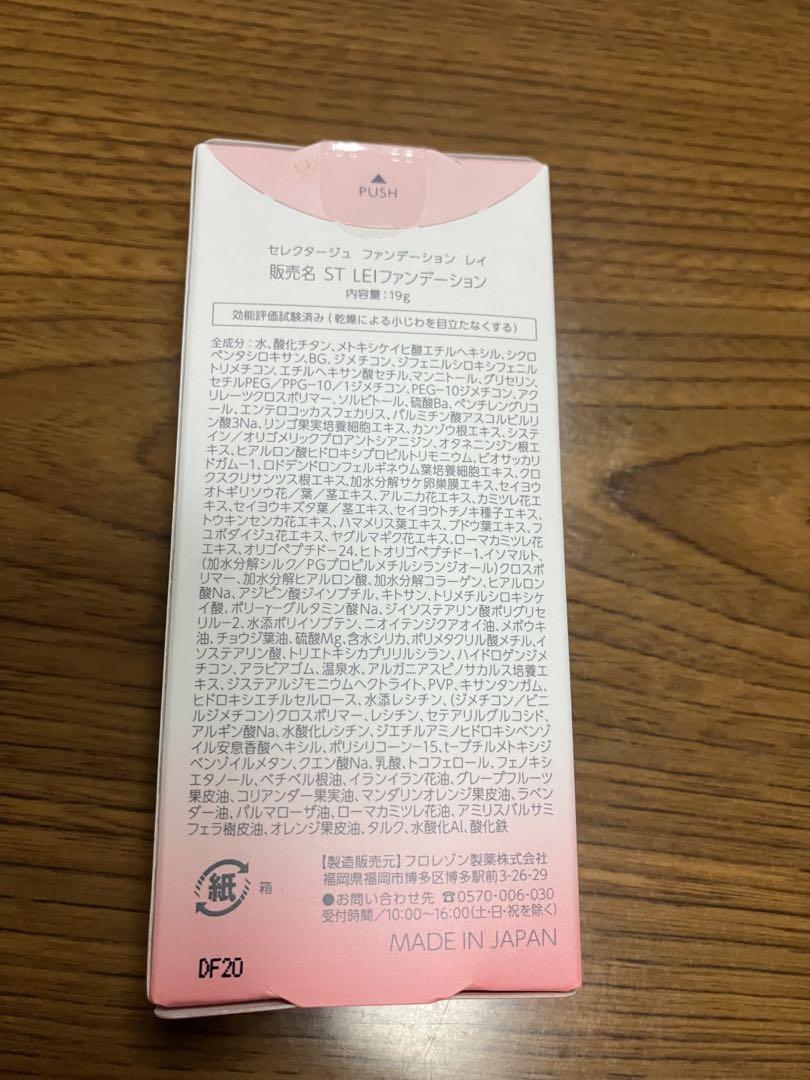 PUSH
セレクタージュ ファンデーション レイ
販売名 ST LEIファンデーション
内容量:19g
効能評価試験済み(乾燥による小じわを目立たなくする)
全成分:水、酸化チタン、メトキシケイヒ酸エチルヘキシル、シクロ
ペンタシロキサン、BG、ジメチコン、ジフェニルシロキシフェニル
トリメチコン、エチルヘキサン酸セチル、マンニトール、グリセリン、
セチルPEG/PPG-10/1ジメチコン、PEG-10ジメチコン、アク
リレーツクロスポリマー、ソルビトール、硫酸Ba、ペンチレングリコ
ール、エンテロコッカスフェカリス、パルミチン酸アスコルビルリン
酸3Na、リンゴ果実培養細胞エキス、カンゾウ根エキス、システ
イン/オリゴメリックプロアントシアニジン、オタネニンジン根エ
キス、ヒアルロン酸ヒドロキシプロピルトリモニウム、ビオサッカリ
ドガム-1、ロドデンドロンフェルギネウム葉培養細胞エキス、クロ
クスクリサンツス根エキス、加水分解サケ卵巣膜エキス、セイヨウ
オトギリソウ花/葉/茎エキス、アルニカ花エキス、カミツレ花エ
キス、セイヨウキズタ葉/茎エキス、セイヨウトチノキ種子エキス、
トウキンセンカ花エキス、ハマメリス葉エキス、ブドウ葉エキス、フ
ユボダイジュ花エキス、ヤグルマギク花エキス、ローマカミツレ花
エキス、オリゴペプチド-24、ヒトオリゴペプチド-1、イソマルト、
(加水分解シルク/PGプロピルメチルシランジオール)クロスポ
リマー、加水分解ヒアルロン酸、加水分解コラーゲン、ヒアルロン
酸Na、アジピン酸ジイソブチル、キトサン、トリメチルシロキシケ
イ酸、ポリ-γ-グルタミン酸Na、ジイソステアリン酸ポリグリセ
リル-2、水添ポリイソブテン、ニオイテンジクアオイ油、メボウキ
油、チョウジ葉油、硫酸Mg、含水シリカ、ポリメタクリル酸メチル、イ
ソステアリン酸、トリエトキシカプリリルシラン、ハイドロゲンジメ
チコン、アラビアゴム、温泉水、アルガニアスピノサカルス培養エ
キス、ジステアルジモニウムヘクトライト、PVP、キサンタンガム、
ヒドロキシエチルセルロース、水添レシチン、(ジメチコン/ビニ
ルジメチコン)クロスポリマー、レシチン、セテアリルグルコシド、
アルギン酸Na、水酸化レシチン、ジエチルアミノヒドロキシベンゾ
イル安息香酸ヘキシル、ポリシリコーン-15、t-ブチルメトキシジ
ベンゾイルメタン、クエン酸Na、乳酸、トコフェロール、フェノキシ
エタノール、ベチベル根油、イランイラン花油、グレープフルーツ
果皮油、コリアンダー果実油、マンダリンオレンジ果皮油、ラベン
ダー油、パルマローザ油、ローマカミツレ花油、アミリスバルサミ
フェラ樹皮油、オレンジ果皮油、タルク、水酸化Al、酸化鉄
紙
箱
【製造販売元】フロレゾン製薬株式会社
福岡県福岡市博多区博多駅前3-26-29
●お問い合わせ先 ☎0570-006-030
受付時間/10:00~16:00(土・日・祝を除く)
MADE IN JAPAN
DF20